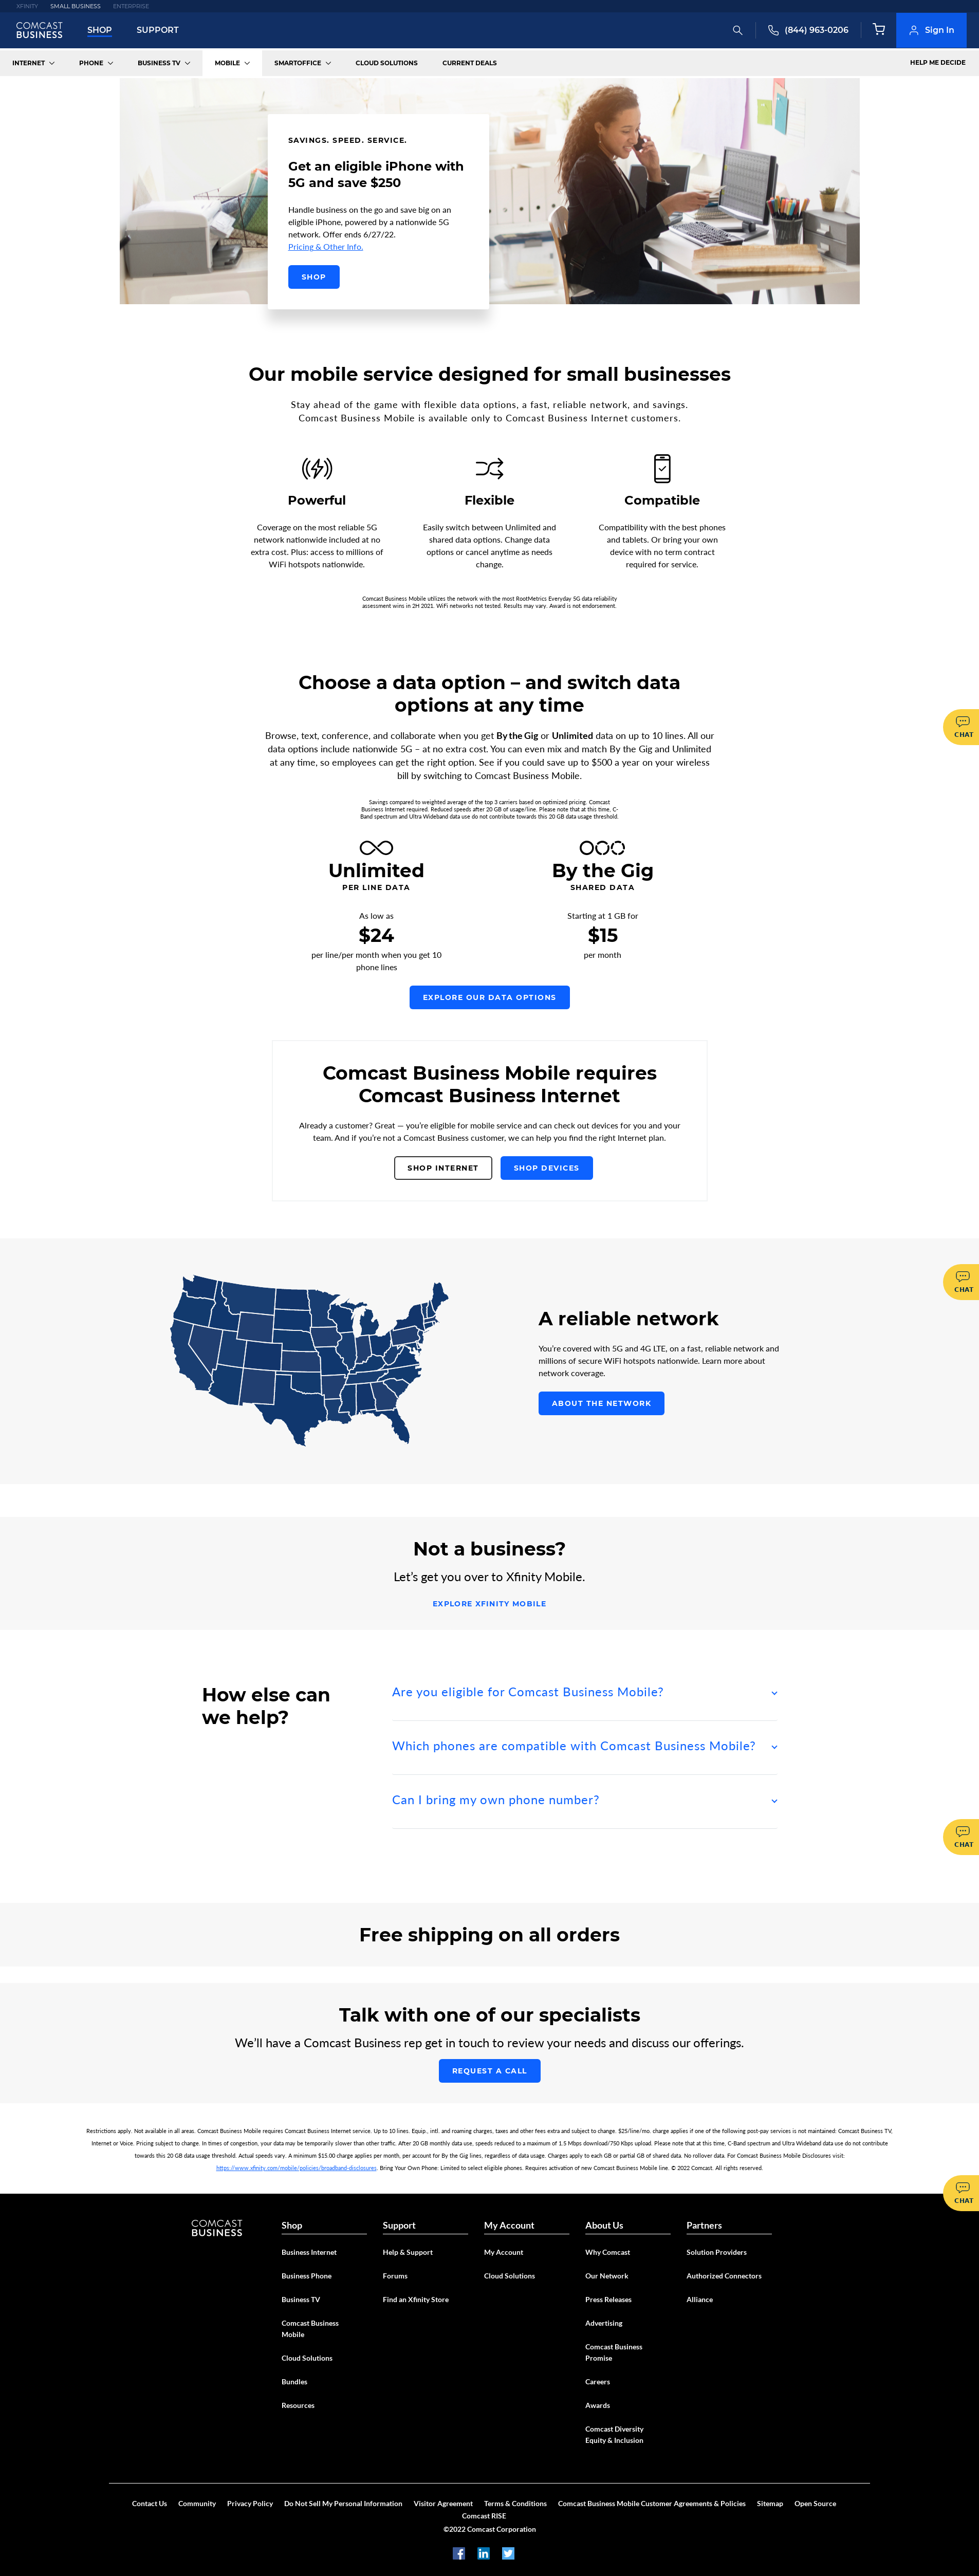 XFINITY SMALL BUSINESS ENTERPRISE
COMCAST
BUSINESS
SHOP SUPPORT (844) 963-0206 Sign In
INTERNET PHONE BUSINESS TV MOBILE SMARTOFFICE CLOUD SOLUTIONS CURRENT DEALS HELP ME DECIDE
SAVINGS. SPEED. SERVICE.
Get an eligible iPhone with
5G and save $250
Handle business on the go and save big on an
eligible iPhone, powered by a nationwide 5G
network. Offer ends 6/27/22.
Pricing & Other Info.
SHOP
Our mobile service designed for small businesses
Stay ahead of the game with flexible data options, a fast, reliable network, and savings.
Comcast Business Mobile is available only to Comcast Business Internet customers.
Powerful
Coverage on the most reliable 5G
network nationwide included at no
extra cost. Plus: access to millions of
WiFi hotspots nationwide.
Flexible
Easily switch between Unlimited and
shared data options. Change data
options or cancel anytime as needs
change.
Compatible
Compatibility with the best phones
and tablets. Or bring your own
device with no term contract
required for service.
Comcast Business Mobile utilizes the network with the most RootMetrics Everyday 5G data reliability
assessment wins in 2H 2021. WiFi networks not tested. Results may vary. Award is not endorsement.
Choose a data option – and switch data
options at any time
CHAT
Browse, text, conference, and collaborate when you get By the Gig or Unlimited data on up to 10 lines. All our
data options include nationwide 5G – at no extra cost. You can even mix and match By the Gig and Unlimited
at any time, so employees can get the right option. See if you could save up to $500 a year on your wireless
bill by switching to Comcast Business Mobile.
Savings compared to weighted average of the top 3 carriers based on optimized pricing. Comcast
Business Internet required. Reduced speeds after 20 GB of usage/line. Please note that at this time, C-
Band spectrum and Ultra Wideband data use do not contribute towards this 20 GB data usage threshold.
Unlimited
PER LINE DATA
As low as
$24
per line/per month when you get 10
phone lines
By the Gig
SHARED DATA
Starting at 1 GB for
$15
per month
EXPLORE OUR DATA OPTIONS
Comcast Business Mobile requires
Comcast Business Internet
Already a customer? Great — you're eligible for mobile service and can check out devices for you and your
team. And if you're not a Comcast Business customer, we can help you find the right Internet plan.
SHOP INTERNET SHOP DEVICES
CHAT
A reliable network
You're covered with 5G and 4G LTE, on a fast, reliable network and
millions of secure WiFi hotspots nationwide. Learn more about
network coverage.
ABOUT THE NETWORK
Not a business?
Let's get you over to Xfinity Mobile.
EXPLORE XFINITY MOBILE
How else can
we help?
Are you eligible for Comcast Business Mobile?
Which phones are compatible with Comcast Business Mobile?
Can I bring my own phone number?
CHAT
Free shipping on all orders
Talk with one of our specialists
We'll have a Comcast Business rep get in touch to review your needs and discuss our offerings.
REQUEST A CALL
Restrictions apply. Not available in all areas. Comcast Business Mobile requires Comcast Business Internet service. Up to 10 lines. Equip., intl. and roaming charges, taxes and other fees extra and subject to change. $25/line/mo. charge applies if one of the following post-pay services is not maintained: Comcast Business TV,
Internet or Voice. Pricing subject to change. In times of congestion, your data may be temporarily slower than other traffic. After 20 GB monthly data use, speeds reduced to a maximum of 1.5 Mbps download/750 Kbps upload. Please note that at this time, C-Band spectrum and Ultra Wideband data use do not contribute
towards this 20 GB data usage threshold. Actual speeds vary. A minimum $15.00 charge applies per month, per account for By the Gig lines, regardless of data usage. Charges apply to each GB or partial GB of shared data. No rollover data. For Comcast Business Mobile Disclosures visit:
https://www.xfinity.com/mobile/policies/broadband-disclosures. Bring Your Own Phone: Limited to select eligible phones. Requires activation of new Comcast Business Mobile line. © 2022 Comcast. All rights reserved.
CHAT
COMCAST
BUSINESS
Shop
Business Internet
Business Phone
Business TV
Comcast Business
Mobile
Cloud Solutions
Bundles
Resources
Support
Help & Support
Forums
Find an Xfinity Store
My Account
My Account
Cloud Solutions
About Us
Why Comcast
Our Network
Press Releases
Advertising
Comcast Business
Promise
Careers
Awards
Comcast Diversity
Equity & Inclusion
Partners
Solution Providers
Authorized Connectors
Alliance
Contact Us Community Privacy Policy Do Not Sell My Personal Information Visitor Agreement Terms & Conditions Comcast Business Mobile Customer Agreements & Policies Sitemap Open Source
Comcast RISE
©2022 Comcast Corporation